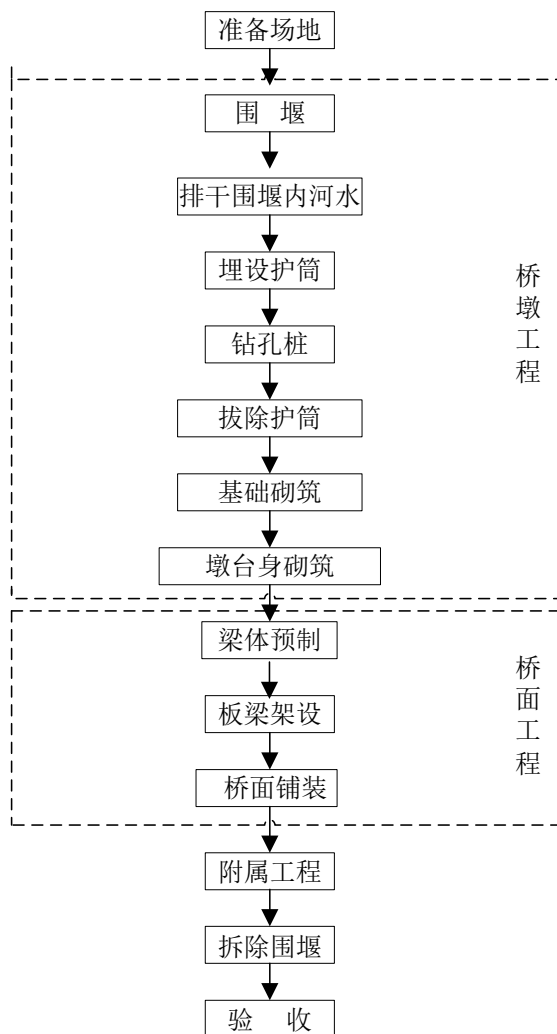 准备场地
围 堰
排干围堰内河水
埋设护筒
钻孔桩
拔除护筒
基础砌筑
墩台身砌筑
桥墩工程
梁体预制
板梁架设
桥面铺装
桥面工程
附属工程
拆除围堰
验 收